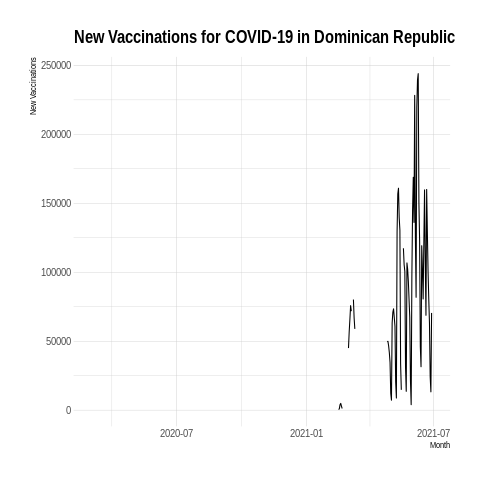 New Vaccinations for COVID-19 in Dominican Republic
New Vaccinations
250000
200000
150000
100000
50000
0
2020-07 2021-01 2021-07
Month